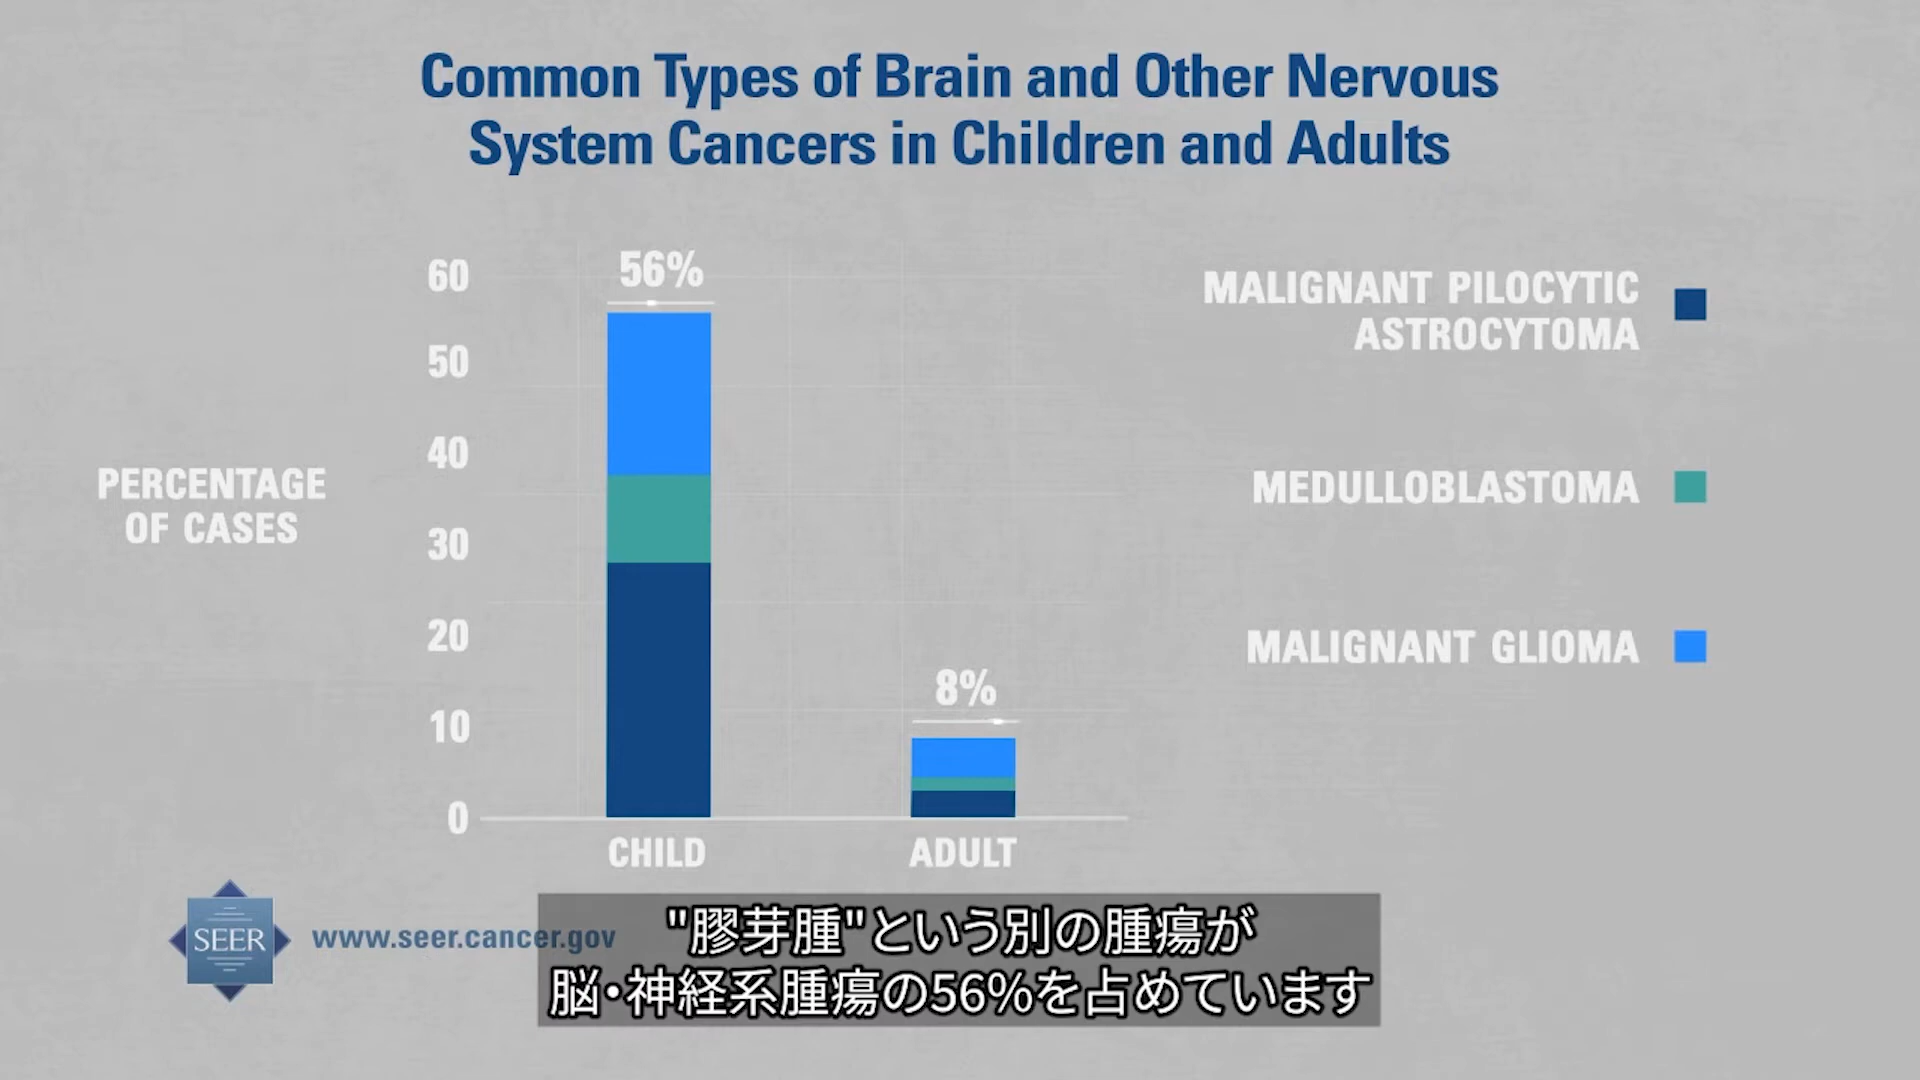 Common Types of Brain and Other Nervous
System Cancers in Children and Adults
60
50
40
30
20
10
0
PERCENTAGE
OF CASES
56%
8%
CHILD
ADULT
MALIGNANT PILOCYTIC
ASTROCYTOMA
MEDULLOBLASTOMA
MALIGNANT GLIOMA
SEER
www.seer.cancer.gov
"膠芽腫"という別の腫瘍が
脳・神経系腫瘍の56%を占めています